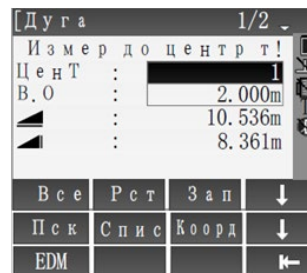 [Дуга 1/2
Измер до центр т!
ЦенТ : 1
В.О : 2.000m
: 10.536m
: 8.361m
Все Рст Зап
Пск Спис Коорд
EDM